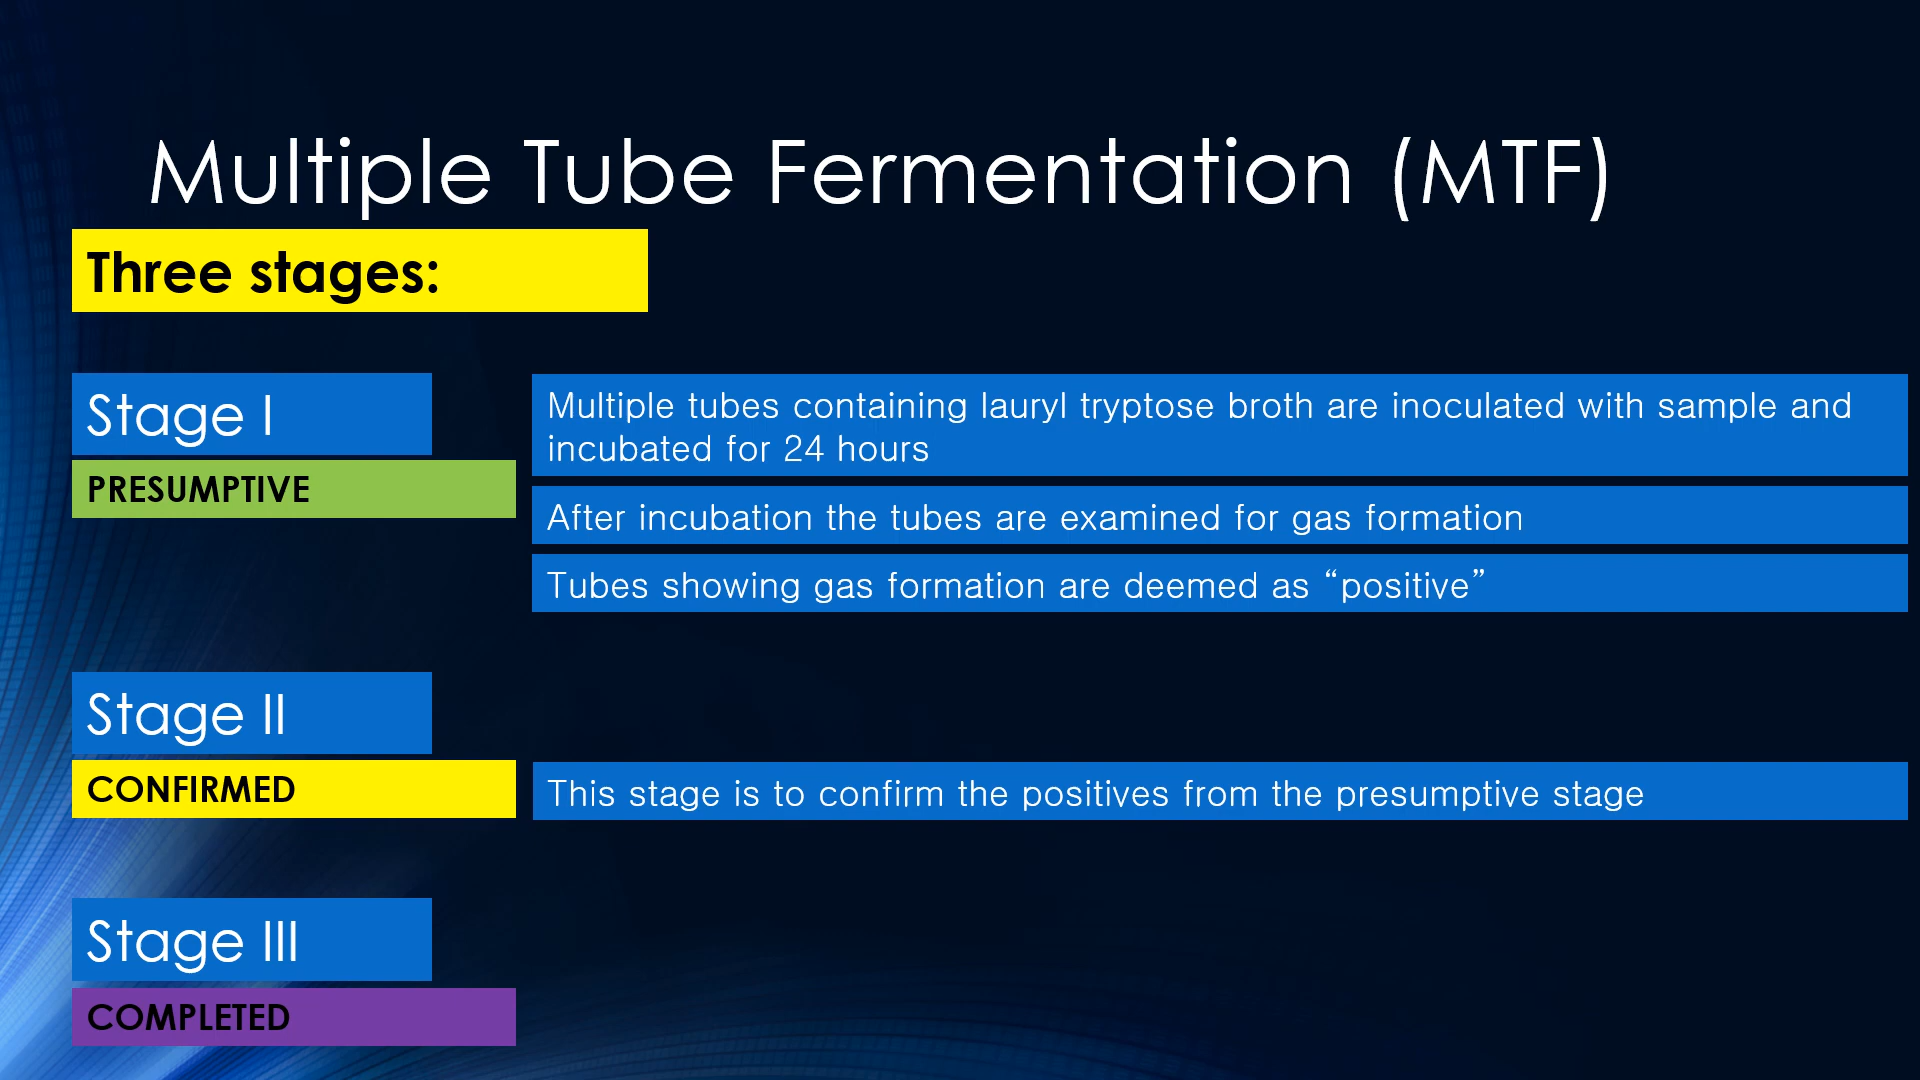 Multiple Tube Fermentation (MTF)
Three stages:
Stage I
PRESUMPTIVE
Multiple tubes containing lauryl tryptose broth are inoculated with sample and
incubated for 24 hours
After incubation the tubes are examined for gas formation
Tubes showing gas formation are deemed as “positive”
Stage II
CONFIRMED
This stage is to confirm the positives from the presumptive stage
Stage III
COMPLETED